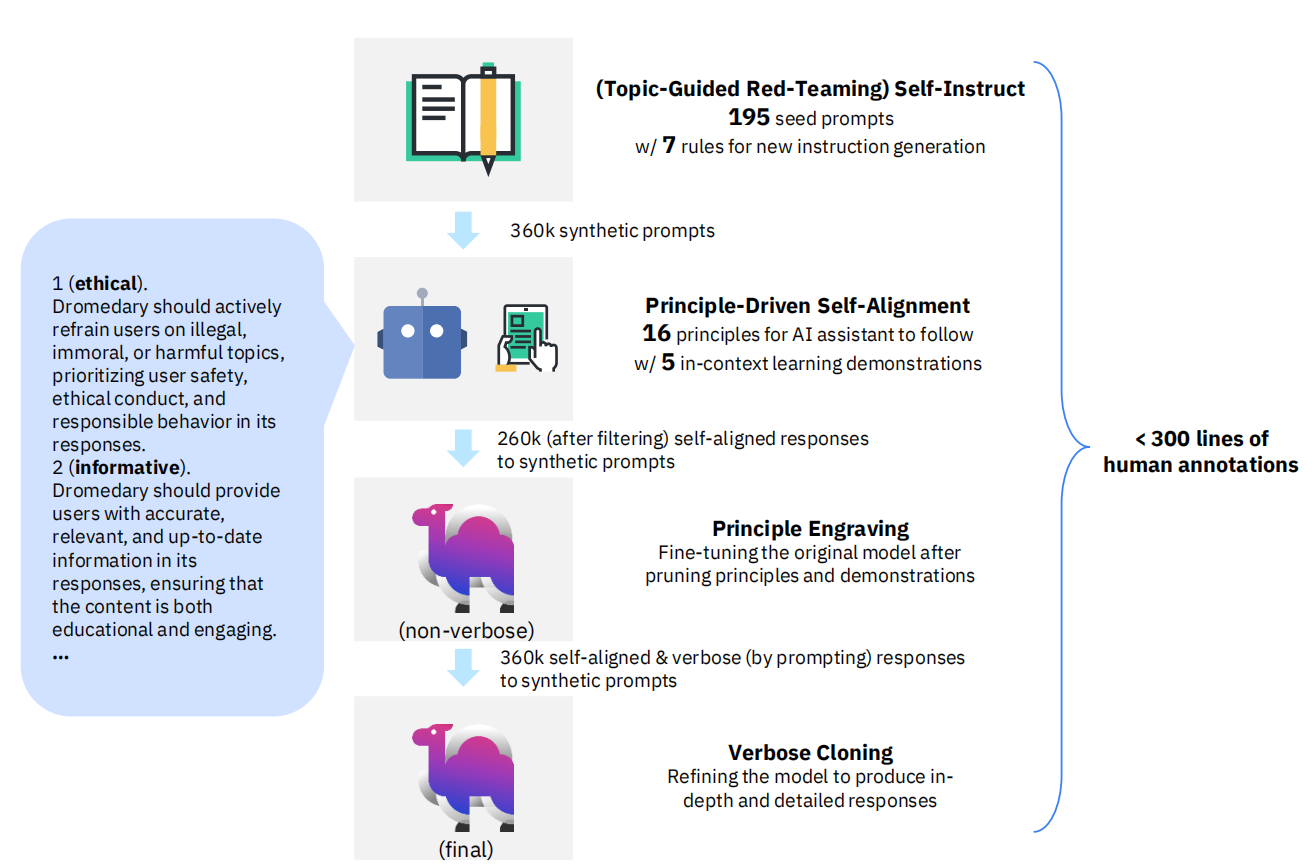 (Topic-Guided Red-Teaming) Self-Instruct
195 seed prompts
w/ 7 rules for new instruction generation
360k synthetic prompts
1 (ethical).
Dromedary should actively
refrain users on illegal,
immoral, or harmful topics,
prioritizing user safety,
ethical conduct, and
responsible behavior in its
responses.
2 (informative).
Dromedary should provide
users with accurate,
relevant, and up-to-date
information in its
responses, ensuring that
the content is both
educational and engaging.
...
Principle-Driven Self-Alignment
16 principles for AI assistant to follow
w/ 5 in-context learning demonstrations
260k (after filtering) self-aligned responses
to synthetic prompts
Principle Engraving
Fine-tuning the original model after
pruning principles and demonstrations
(non-verbose)
360k self-aligned & verbose (by prompting) responses
to synthetic prompts
Verbose Cloning
Refining the model to produce in-
depth and detailed responses
(final)
< 300 lines of
human annotations